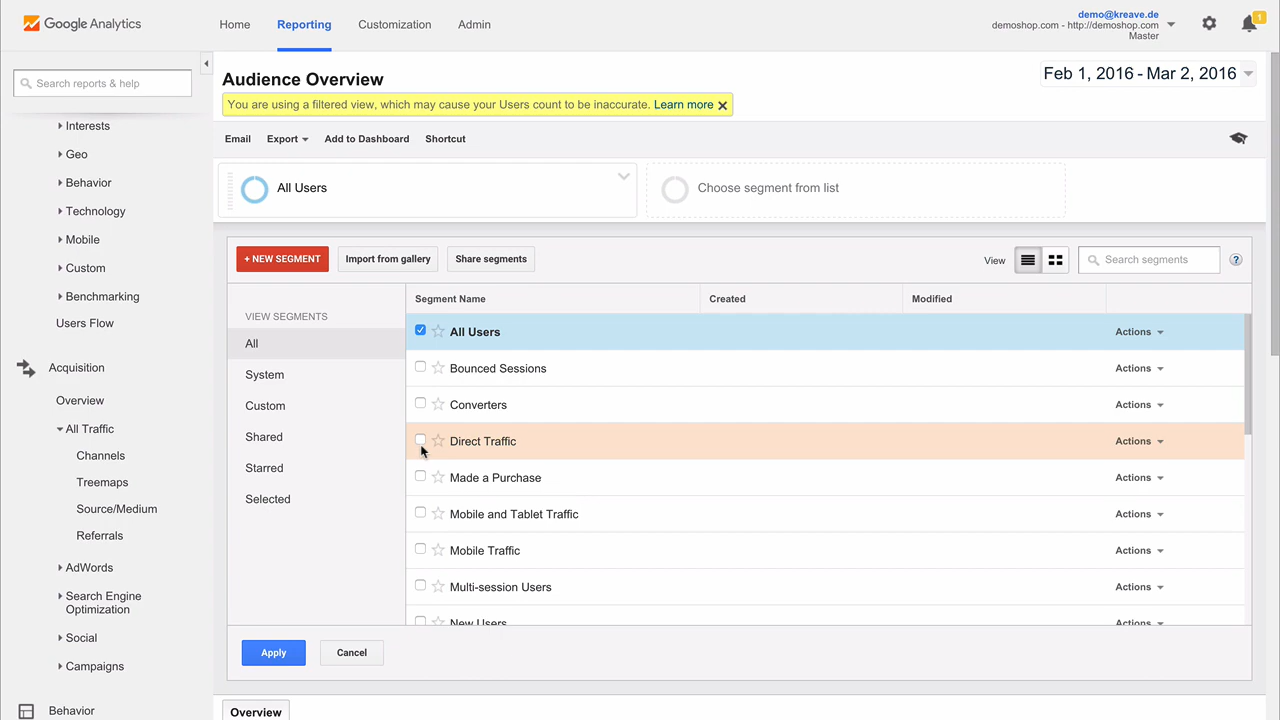 Google Analytics
Home
Reporting
Customization
Admin
demo@kreave.de
demoshop.com - http://demoshop.com
Master
1
Search reports & help
Interests
Geo
Behavior
Technology
Mobile
Custom
Benchmarking
Users Flow
Acquisition
Overview
All Traffic
Channels
Treemaps
Source/Medium
Referrals
AdWords
Search Engine
Optimization
Social
Campaigns
Behavior
Audience Overview
Feb 1, 2016 - Mar 2, 2016
You are using a filtered view, which may cause your Users count to be inaccurate. Learn more
Email
Export
Add to Dashboard
Shortcut
All Users
Choose segment from list
+ NEW SEGMENT
Import from gallery
Share segments
View
Search segments
?
VIEW SEGMENTS
All
System
Custom
Shared
Starred
Selected
Segment Name
Created
Modified
All Users
Actions
Bounced Sessions
Actions
Converters
Actions
Direct Traffic
Actions
Made a Purchase
Actions
Mobile and Tablet Traffic
Actions
Mobile Traffic
Actions
Multi-session Users
Actions
New Users
Actions
Apply
Cancel
Overview